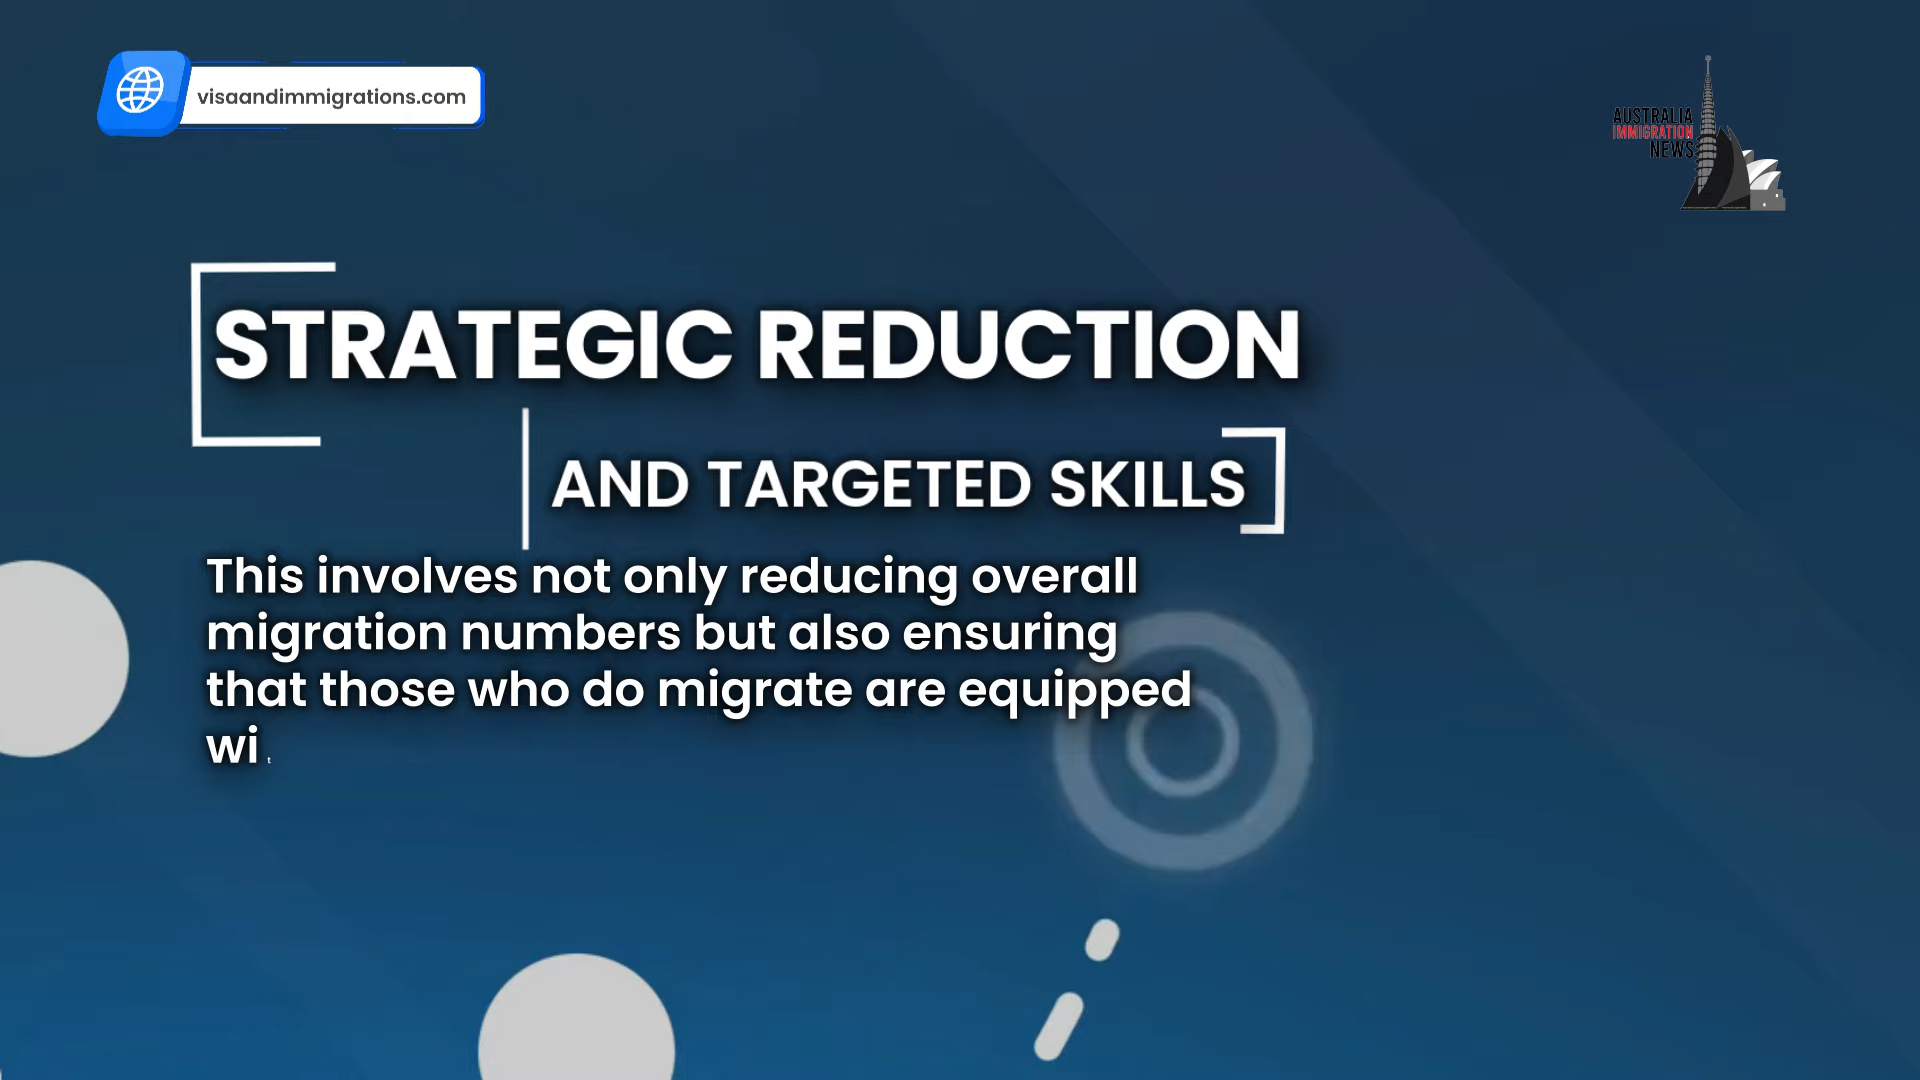 visaandimmigrations.com
AUSTRALIA
IMMIGRATION
NEWS
STRATEGIC REDUCTION
AND TARGETED SKILLS
This involves not only reducing overall
migration numbers but also ensuring
that those who do migrate are equipped
wi t